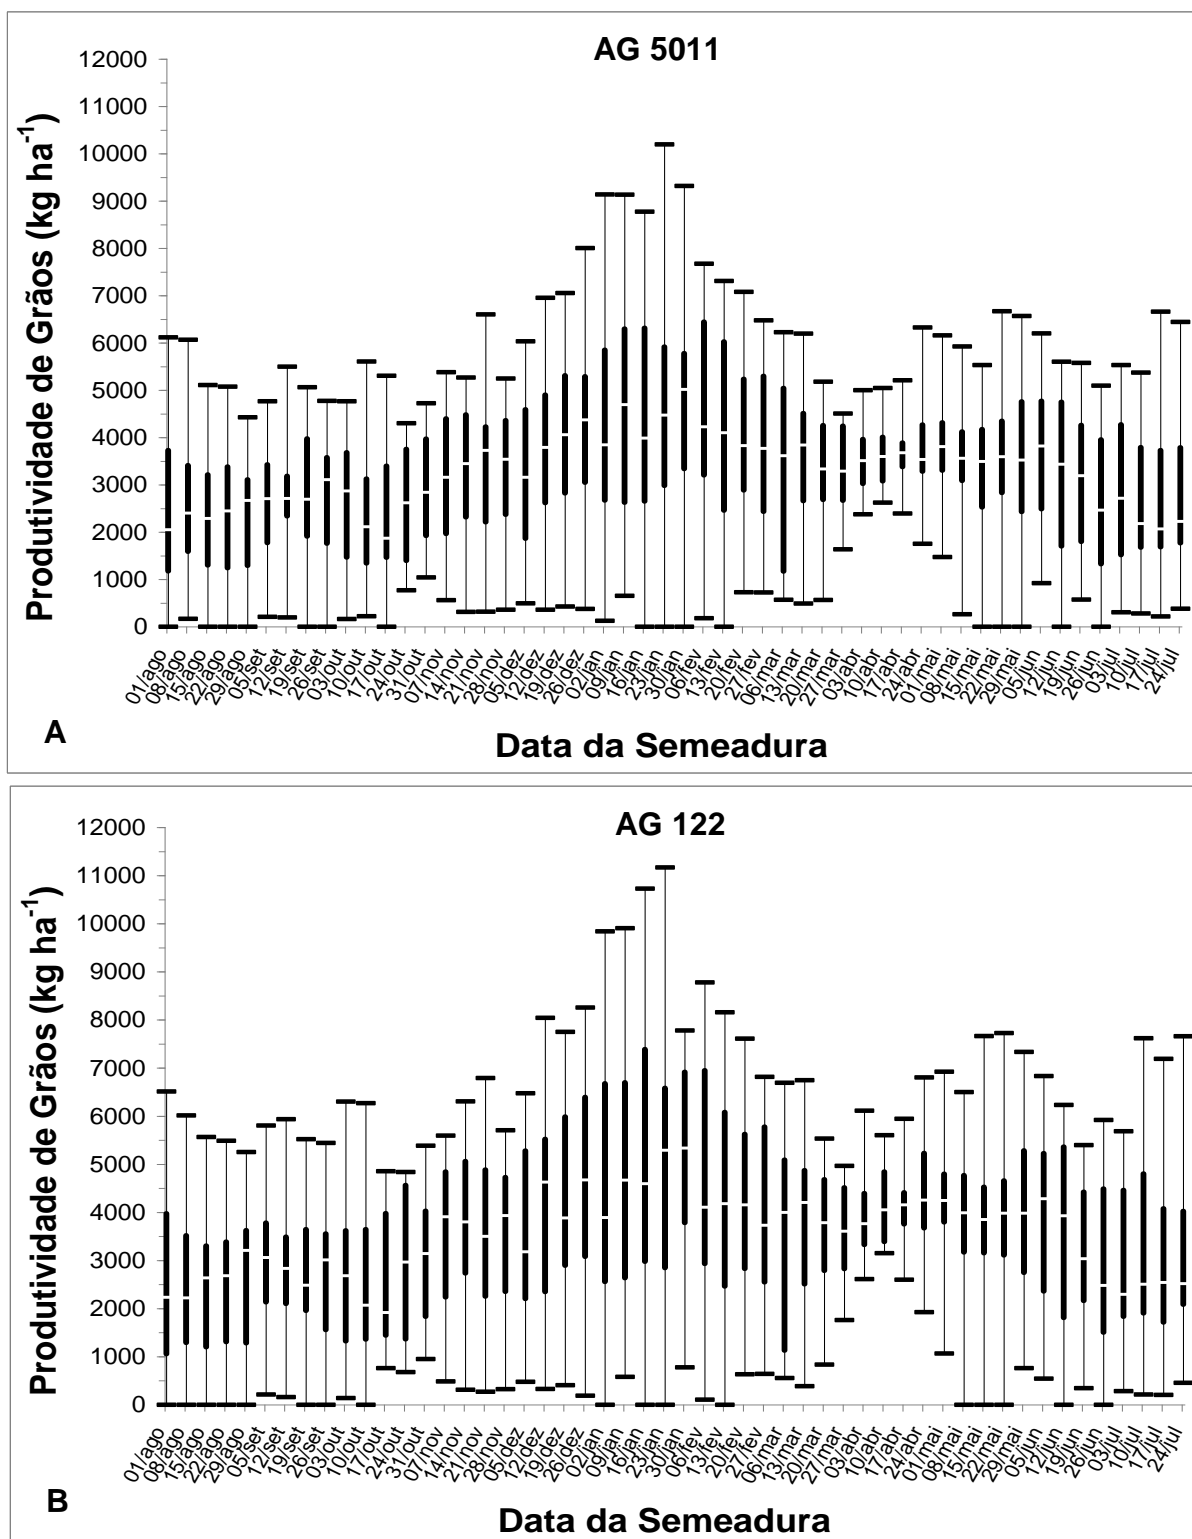 AG 5011
12000
11000
10000
9000
8000
7000
6000
5000
4000
3000
2000
1000
0
Produtividade de Grãos (kg ha⁻¹)
01/ago
08/ago
15/ago
22/ago
29/ago
05/set
12/set
19/set
26/set
03/out
10/out
17/out
24/out
31/out
07/nov
14/nov
21/nov
28/nov
05/dez
12/dez
19/dez
26/dez
02/jan
09/jan
16/jan
23/jan
30/jan
06/fev
13/fev
20/fev
27/fev
06/mar
13/mar
20/mar
27/mar
03/abr
10/abr
17/abr
24/abr
01/mai
08/mai
15/mai
22/mai
29/mai
05/jun
12/jun
19/jun
26/jun
03/jul
10/jul
17/jul
24/jul
A
Data da Semeadura
AG 122
12000
11000
10000
9000
8000
7000
6000
5000
4000
3000
2000
1000
0
Produtividade de Grãos (kg ha⁻¹)
01/ago
08/ago
15/ago
22/ago
29/ago
05/set
12/set
19/set
26/set
03/out
10/out
17/out
24/out
31/out
07/nov
14/nov
21/nov
28/nov
05/dez
12/dez
19/dez
26/dez
02/jan
09/jan
16/jan
23/jan
30/jan
06/fev
13/fev
20/fev
27/fev
06/mar
13/mar
20/mar
27/mar
03/abr
10/abr
17/abr
24/abr
01/mai
08/mai
15/mai
22/mai
29/mai
05/jun
12/jun
19/jun
26/jun
03/jul
10/jul
17/jul
24/jul
B
Data da Semeadura